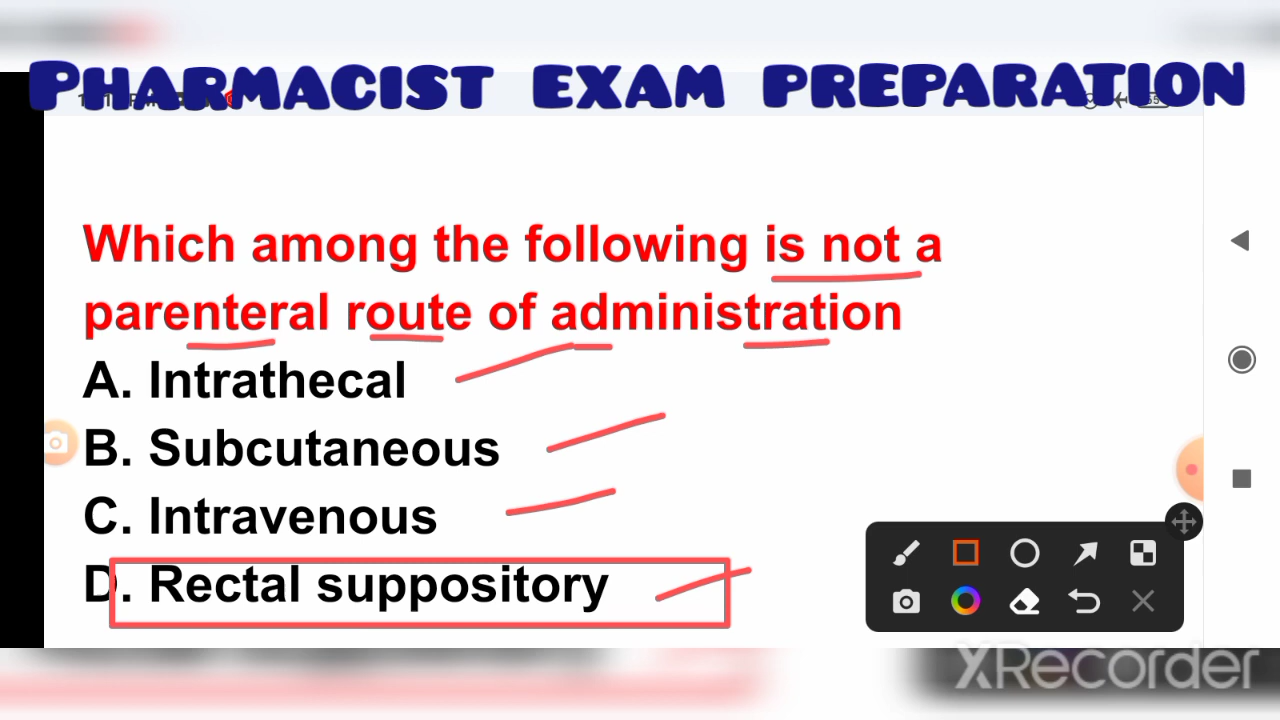 PHARMACIST EXAM PREPARATION
Which among the following is not a
parenteral route of administration
A. Intrathecal
B. Subcutaneous
C. Intravenous
D. Rectal suppository
XRecorder